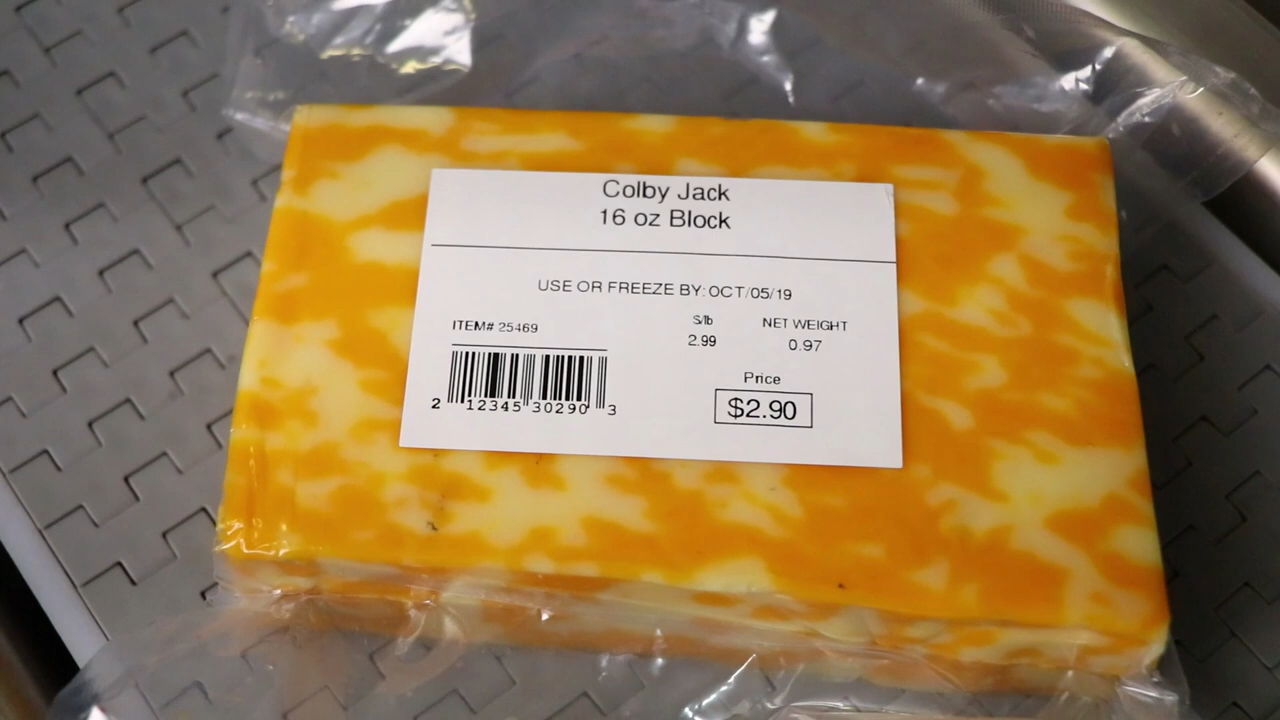 Colby Jack
16 oz Block
USE OR FREEZE BY: OCT/05/19
ITEM# 25469
S/lb
2.99
NET WEIGHT
0.97
Price
$2.90
2 12345 30290 3